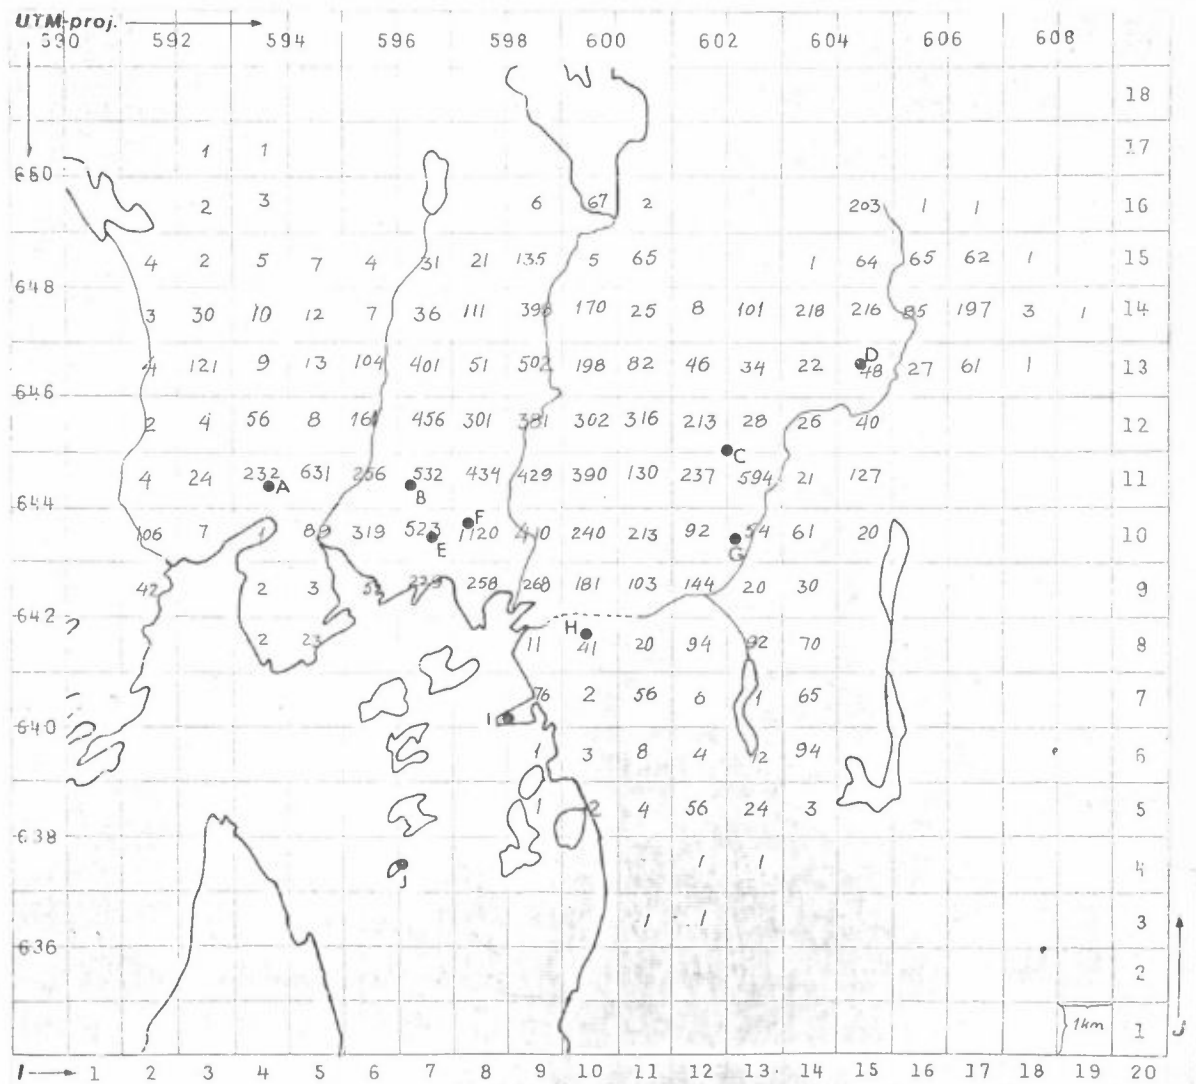 UTM-proj.
590 592 594 596 598 600 602 604 606 608
18
1 1 17
660
2 3 6 67 2 203 1 1 16
4 2 5 7 4 31 21 135 5 65 1 64 65 62 1 15
648
3 30 10 12 7 36 111 398 170 25 8 101 218 216 85 197 3 1 14
4 121 9 13 104 401 51 502 198 82 46 34 22 D 48 27 61 1 13
646
2 4 56 8 161 456 301 381 302 316 213 28 26 40 12
C
4 24 232 A 631 256 532 B 434 429 390 130 237 594 21 127 11
644
106 7 1 89 319 523 E F 1120 410 240 213 92 G 54 61 20 10
42 2 3 258 268 181 103 144 20 30 9
642
2 23 11 H 41 20 94 92 70 8
76 2 56 6 1 65 7
640 I
1 3 8 4 12 94 6
1 2 4 56 24 3 5
638
J 1 1 4
1 1 3
636
2
1km 1 J
I 1 2 3 4 5 6 7 8 9 10 11 12 13 14 15 16 17 18 19 20